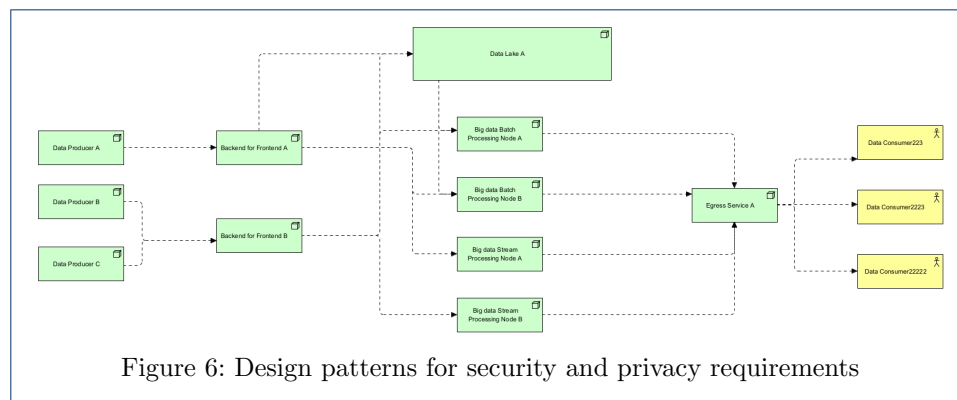 Data Lake A
Big data Batch
Processing Node A
Data Producer A
Backend for Frontend A
Data Consumer223
Data Producer B
Big data Batch
Processing Node B
Egress Service A
Data Consumer2223
Backend for Frontend B
Data Producer C
Big data Stream
Processing Node A
Data Consumer22222
Big data Stream
Processing Node B
Figure 6: Design patterns for security and privacy requirements